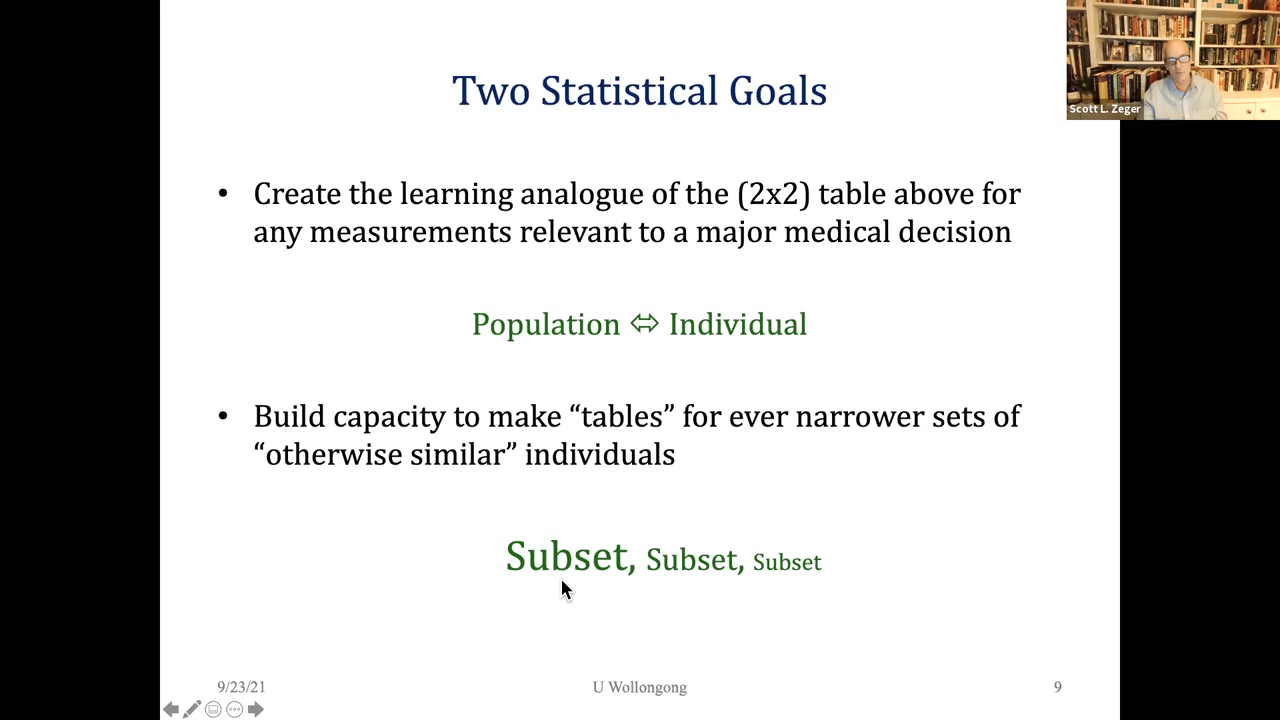 Scott L. Zeger
Two Statistical Goals
• Create the learning analogue of the (2x2) table above for
any measurements relevant to a major medical decision
Population ⬄ Individual
• Build capacity to make “tables” for ever narrower sets of
“otherwise similar” individuals
Subset, Subset, Subset
9/23/21
U Wollongong
9